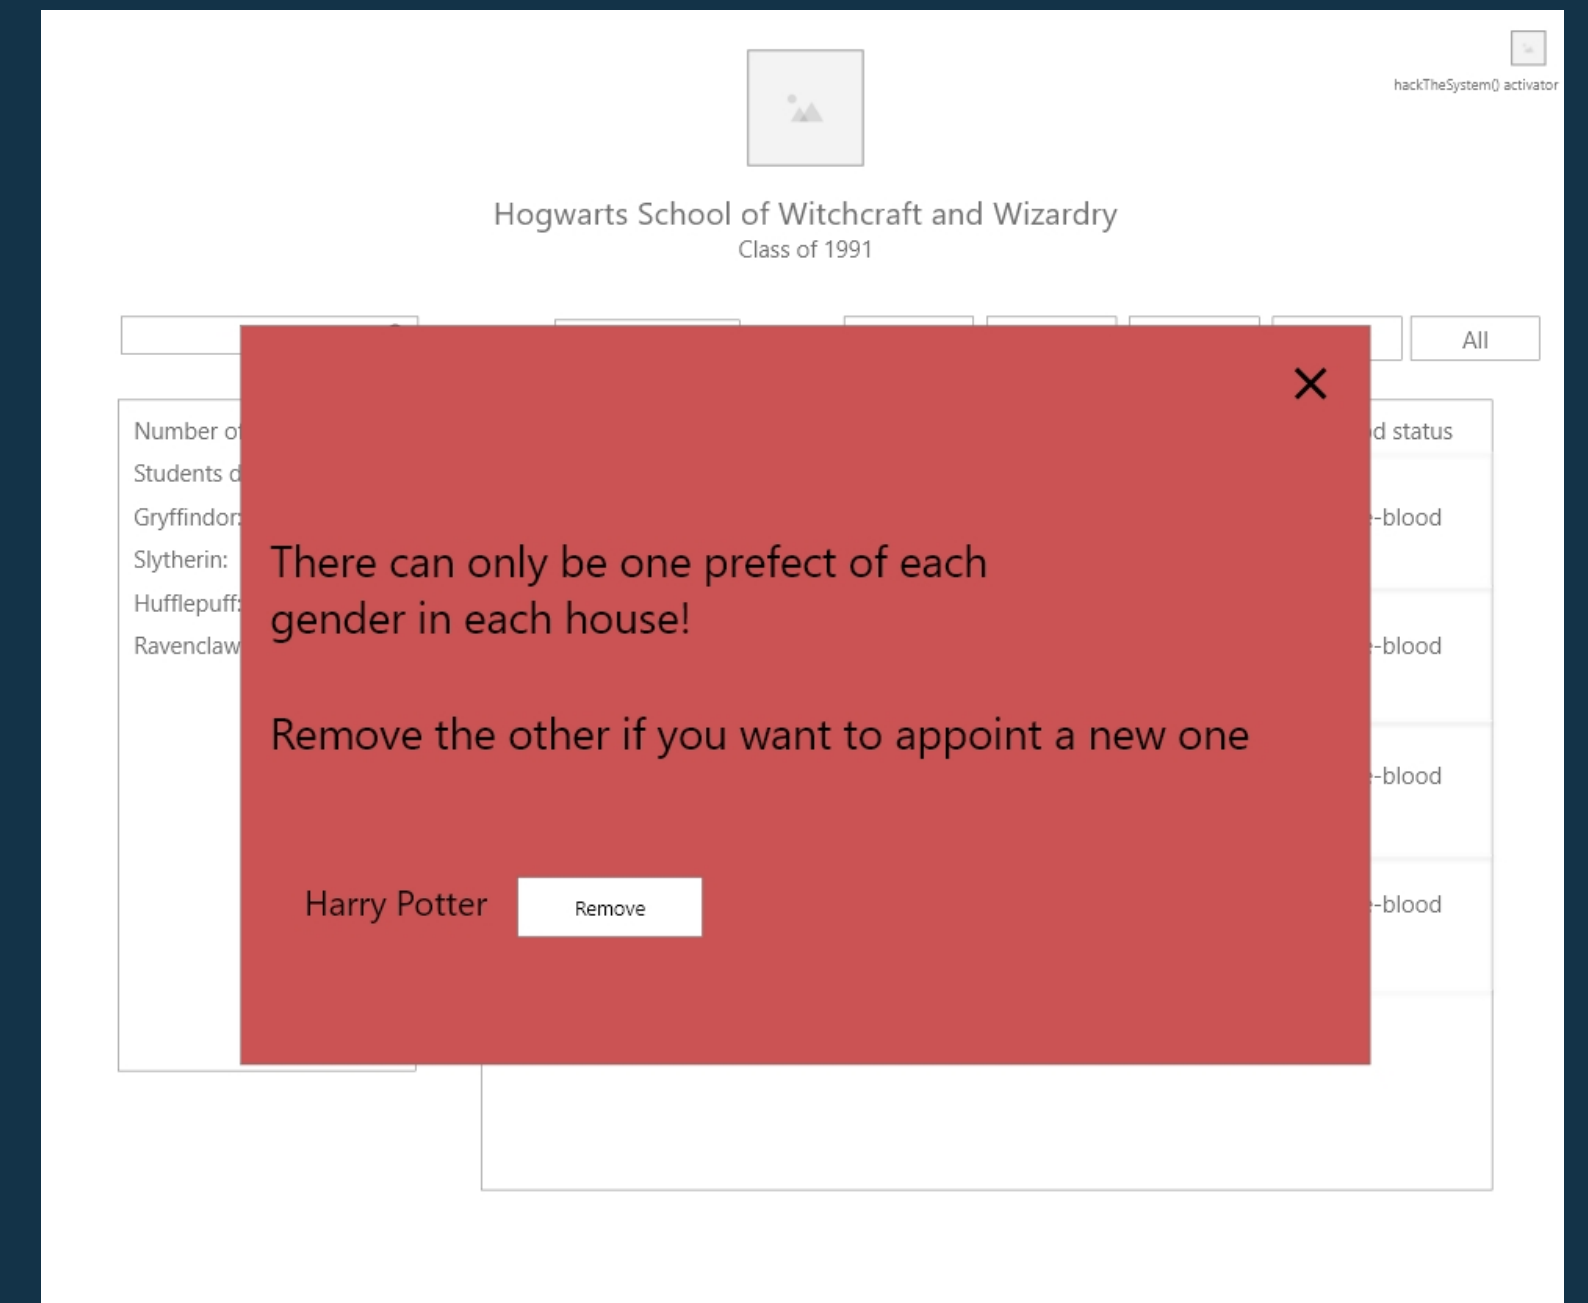 hackTheSystem() activator
Hogwarts School of Witchcraft and Wizardry
Class of 1991
All
Number of
Students
Gryffindor:
Slytherin:
Hufflepuff:
Ravenclaw
status
-blood
-blood
-blood
-blood
There can only be one prefect of each
gender in each house!
Remove the other if you want to appoint a new one
Harry Potter
Remove